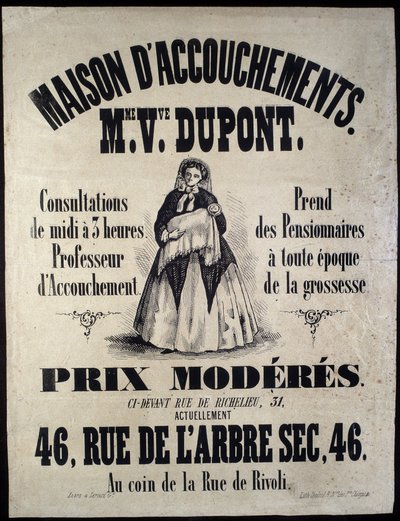 MAISON D'ACCOUCHEMENTS.
MME. VVE. DUPONT.
Consultations
de midi à 3 heures
Professeur
d'Accouchement
Prend
des Pensionnaires
à toute époque
de la grossesse
PRIX MODÉRÉS.
CI-DEVANT RUE DE RICHELIEU, 31,
ACTUELLEMENT
46, RUE DE L'ARBRE SEC, 46.
Au coin de la Rue de Rivoli.